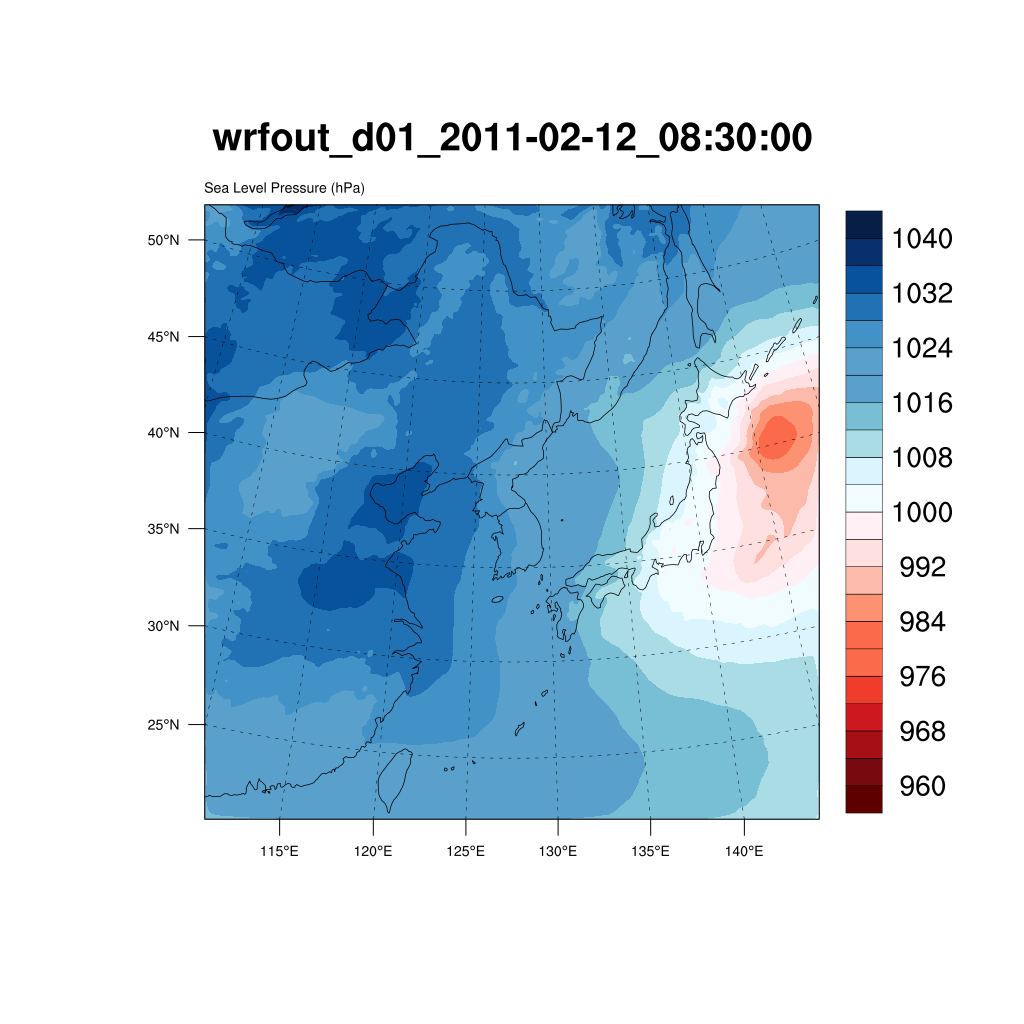 wrfout_d01_2011-02-12_08:30:00
Sea Level Pressure (hPa)
50°N
45°N
40°N
35°N
30°N
25°N
115°E
120°E
125°E
130°E
135°E
140°E
1040
1032
1024
1016
1008
1000
992
984
976
968
960